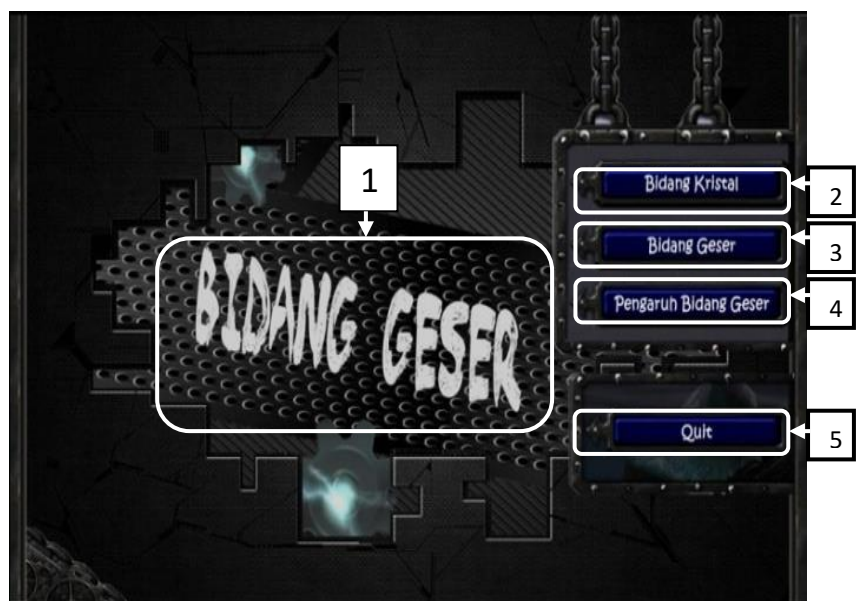 1
BIDANG GESER
Bidang Kristal
2
Bidang Geser
3
Pengaruh Bidang Geser
4
Quit
5